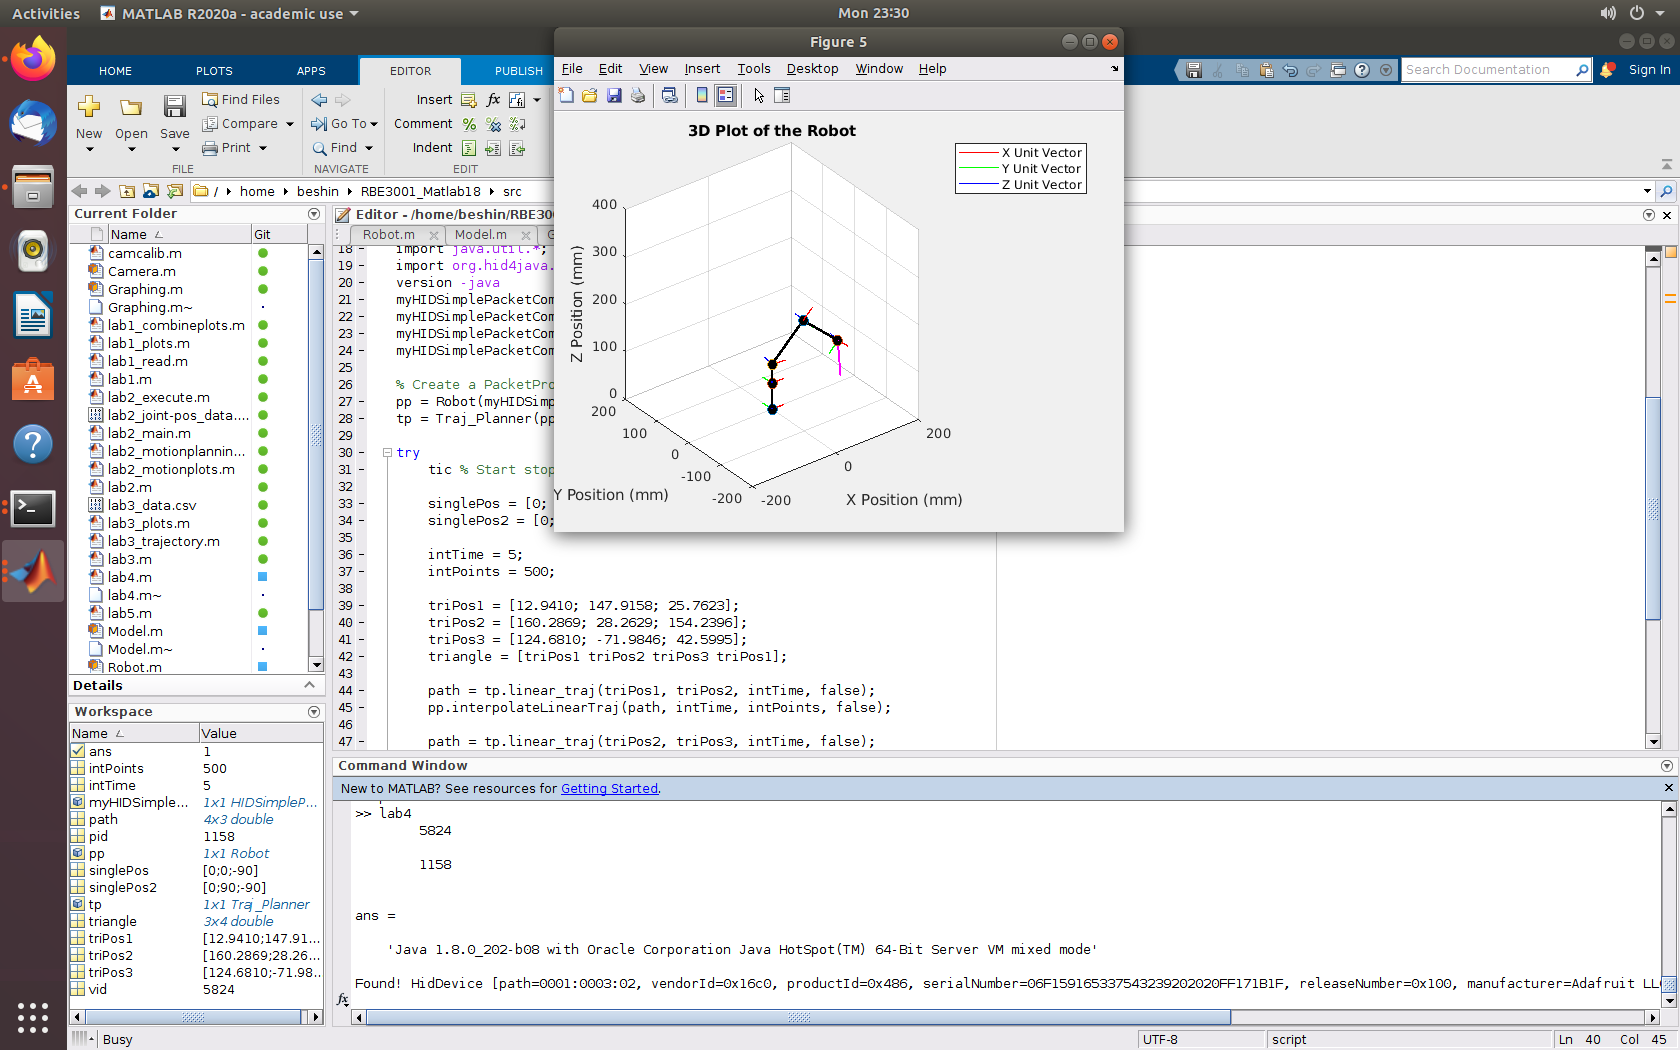 Activities
MATLAB R2020a - academic use
Mon 23:30
Figure 5
File Edit View Insert Tools Desktop Window Help
HOME PLOTS APPS EDITOR PUBLISH
Search Documentation
Sign In
New Open Save
Find Files
Compare
Print
FILE
Go To
Find
NAVIGATE
Insert
Comment
Indent
EDIT
/ home beshin RBE3001_Matlab18 src
3D Plot of the Robot
X Unit Vector
Y Unit Vector
Z Unit Vector
Z Position (mm)
400
300
200
100
0
200
100
0
-100
-200
Y Position (mm)
-200
0
200
X Position (mm)
Current Folder
Name Git
camcalib.m
Camera.m
Graphing.m
Graphing.m~
lab1_combineplots.m
lab1_plots.m
lab1_read.m
lab1.m
lab2_execute.m
lab2_joint-pos_data....
lab2_main.m
lab2_motionplannin...
lab2_motionplots.m
lab2.m
lab3_data.csv
lab3_plots.m
lab3_trajectory.m
lab3.m
lab4.m
lab4.m~
lab5.m
Model.m
Model.m~
Robot.m
Details
Workspace
Name Value
ans 1
intPoints 500
intTime 5
myHIDSimple... 1x1 HIDSimpleP...
path 4x3 double
pid 1158
pp 1x1 Robot
singlePos [0;0;-90]
singlePos2 [0;90;-90]
tp 1x1 Traj_Planner
triangle 3x4 double
triPos1 [12.9410;147.91...
triPos2 [160.2869;28.26...
triPos3 [124.6810;-71.98...
vid 5824
Editor - /home/beshin/RBE300
Robot.m Model.m G
18 - import java.util.*;
19 - import org.hid4java.
20 - version -java
21 - myHIDSimplePacketCom
22 - myHIDSimplePacketCom
23 - myHIDSimplePacketCom
24 - myHIDSimplePacketCom
25
26 % Create a PacketPro
27 - pp = Robot(myHIDSimp
28 - tp = Traj_Planner(pp
29
30 - try
31 - tic % Start stop
32
33 - singlePos = [0;
34 - singlePos2 = [0;
35
36 - intTime = 5;
37 - intPoints = 500;
38
39 - triPos1 = [12.9410; 147.9158; 25.7623];
40 - triPos2 = [160.2869; 28.2629; 154.2396];
41 - triPos3 = [124.6810; -71.9846; 42.5995];
42 - triangle = [triPos1 triPos2 triPos3 triPos1];
43
44 - path = tp.linear_traj(triPos1, triPos2, intTime, false);
45 - pp.interpolateLinearTraj(path, intTime, intPoints, false);
46
47 - path = tp.linear_traj(triPos2, triPos3, intTime, false);
Command Window
New to MATLAB? See resources for Getting Started.
>> lab4
5824
1158
ans =
'Java 1.8.0_202-b08 with Oracle Corporation Java HotSpot(TM) 64-Bit Server VM mixed mode'
Found! HidDevice [path=0001:0003:02, vendorId=0x16c0, productId=0x486, serialNumber=06F159165337543239202020FF171B1F, releaseNumber=0x100, manufacturer=Adafruit LLC
fx
Busy
UTF-8
script
Ln 40 Col 45